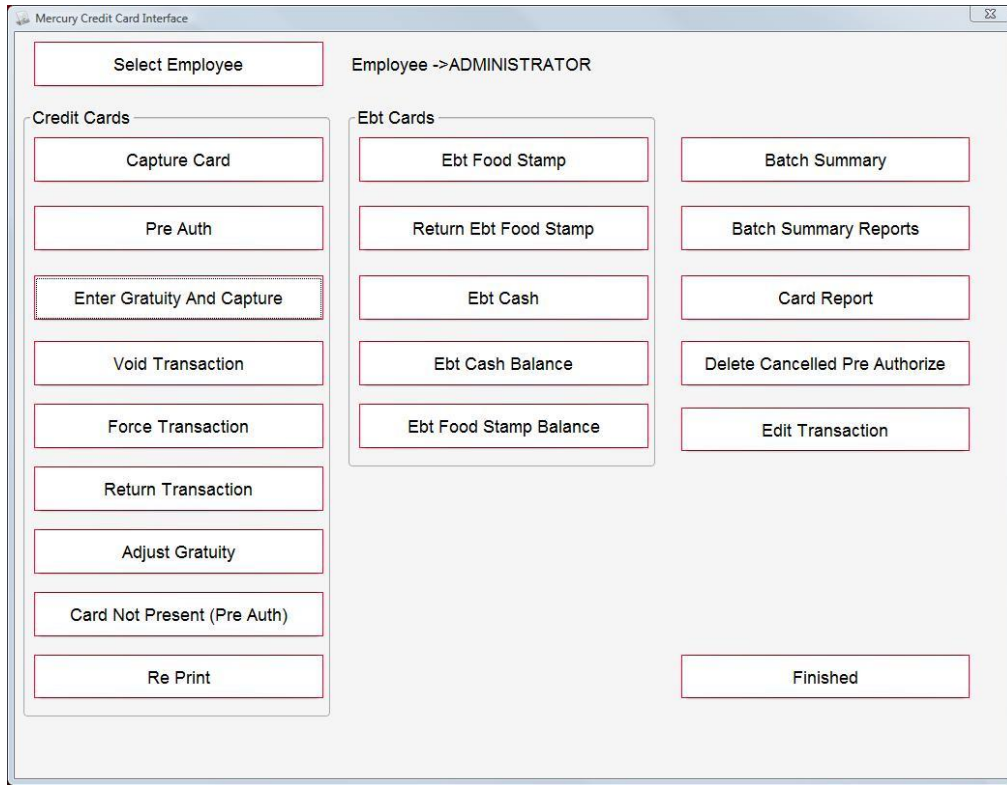 Mercury Credit Card Interface
Select Employee
Employee ->ADMINISTRATOR
Credit Cards
Capture Card
Pre Auth
Enter Gratuity And Capture
Void Transaction
Force Transaction
Return Transaction
Adjust Gratuity
Card Not Present (Pre Auth)
Re Print
Ebt Cards
Ebt Food Stamp
Return Ebt Food Stamp
Ebt Cash
Ebt Cash Balance
Ebt Food Stamp Balance
Batch Summary
Batch Summary Reports
Card Report
Delete Cancelled Pre Authorize
Edit Transaction
Finished